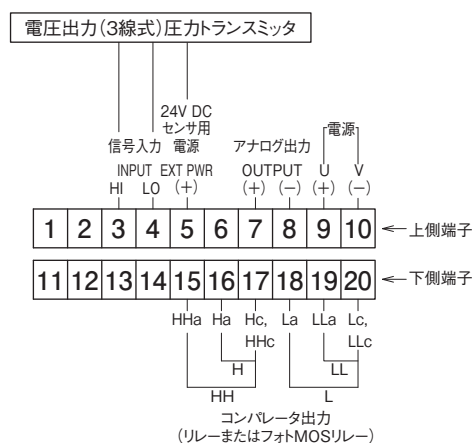 電圧出力(3線式)圧力トランスミッタ
24V DC
センサ用
信号入力 電源 アナログ出力 電源
INPUT EXT PWR OUTPUT U V
HI LO (+) (+) (−) (+) (−)
1 2 3 4 5 6 7 8 9 10 上側端子
11 12 13 14 15 16 17 18 19 20 下側端子
HHa Ha Hc, La LLa Lc,
HHc LLc
H LL
HH L
コンパレータ出力
(リレーまたはフォトMOSリレー)